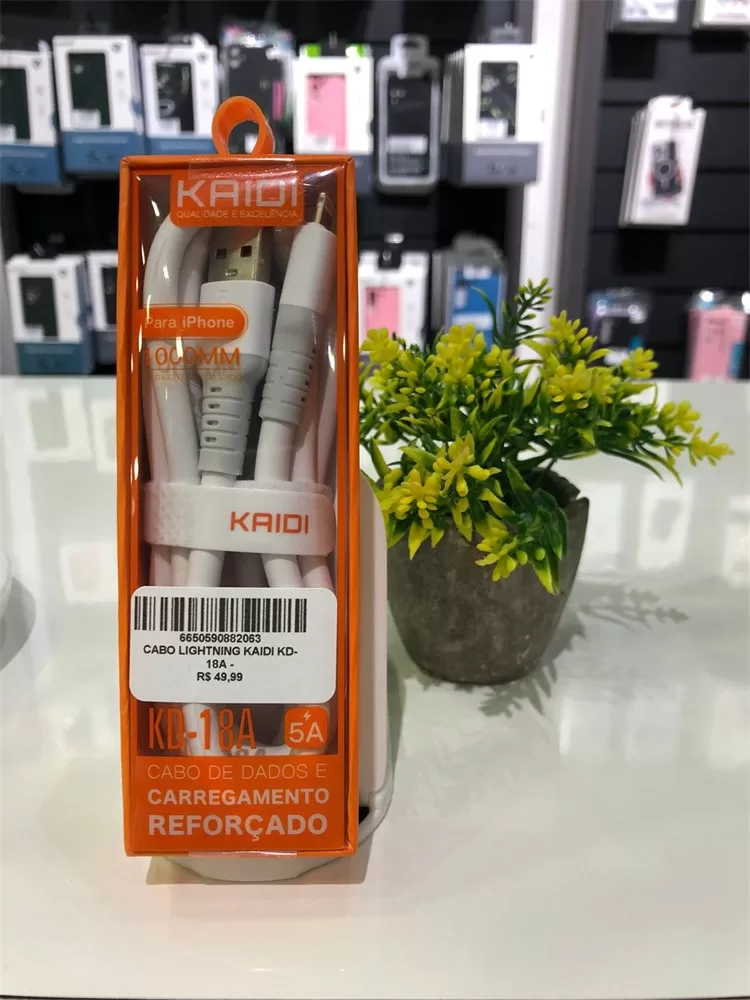 KAIDI
QUALIDADE E EXCELÊNCIA
Para iPhone
1000MM
KAIDI
6650590882063
CABO LIGHTNING KAIDI KD-
18A -
R$ 49,99
KD-18A
5A
CABO DE DADOS E
CARREGAMENTO
REFORÇADO